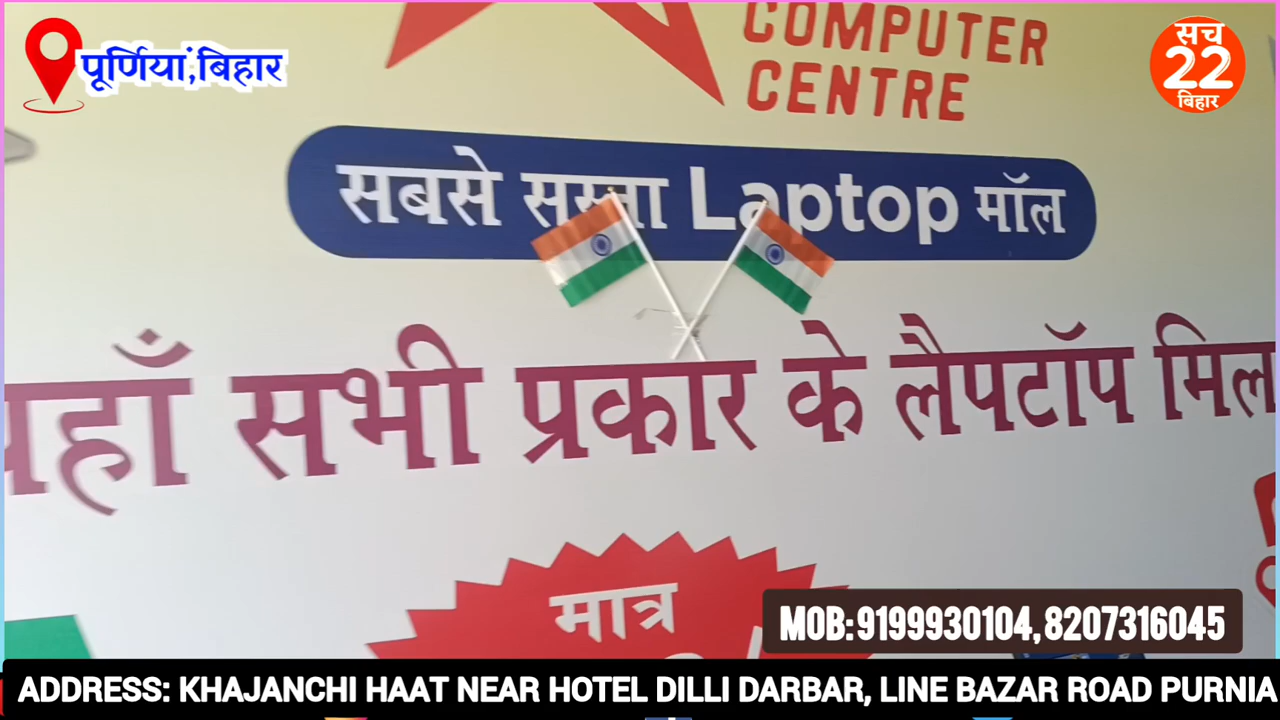 पूर्णियां,बिहार
सच
22
बिहार
COMPUTER
CENTRE
सबसे सस्ता Laptop मॉल
यहाँ सभी प्रकार के लैपटॉप मिल
मात्र
MOB:9199930104,8207316045
ADDRESS: KHAJANCHI HAAT NEAR HOTEL DILLI DARBAR, LINE BAZAR ROAD PURNIA